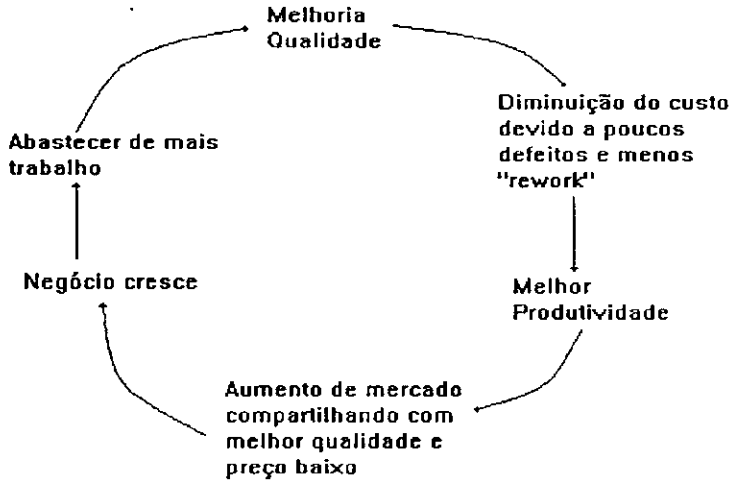 Melhoria
Qualidade
Diminuição do custo
devido a poucos
defeitos e menos
"rework"
Melhor
Produtividade
Aumento de mercado
compartilhando com
melhor qualidade e
preço baixo
Negócio cresce
Abastecer de mais
trabalho